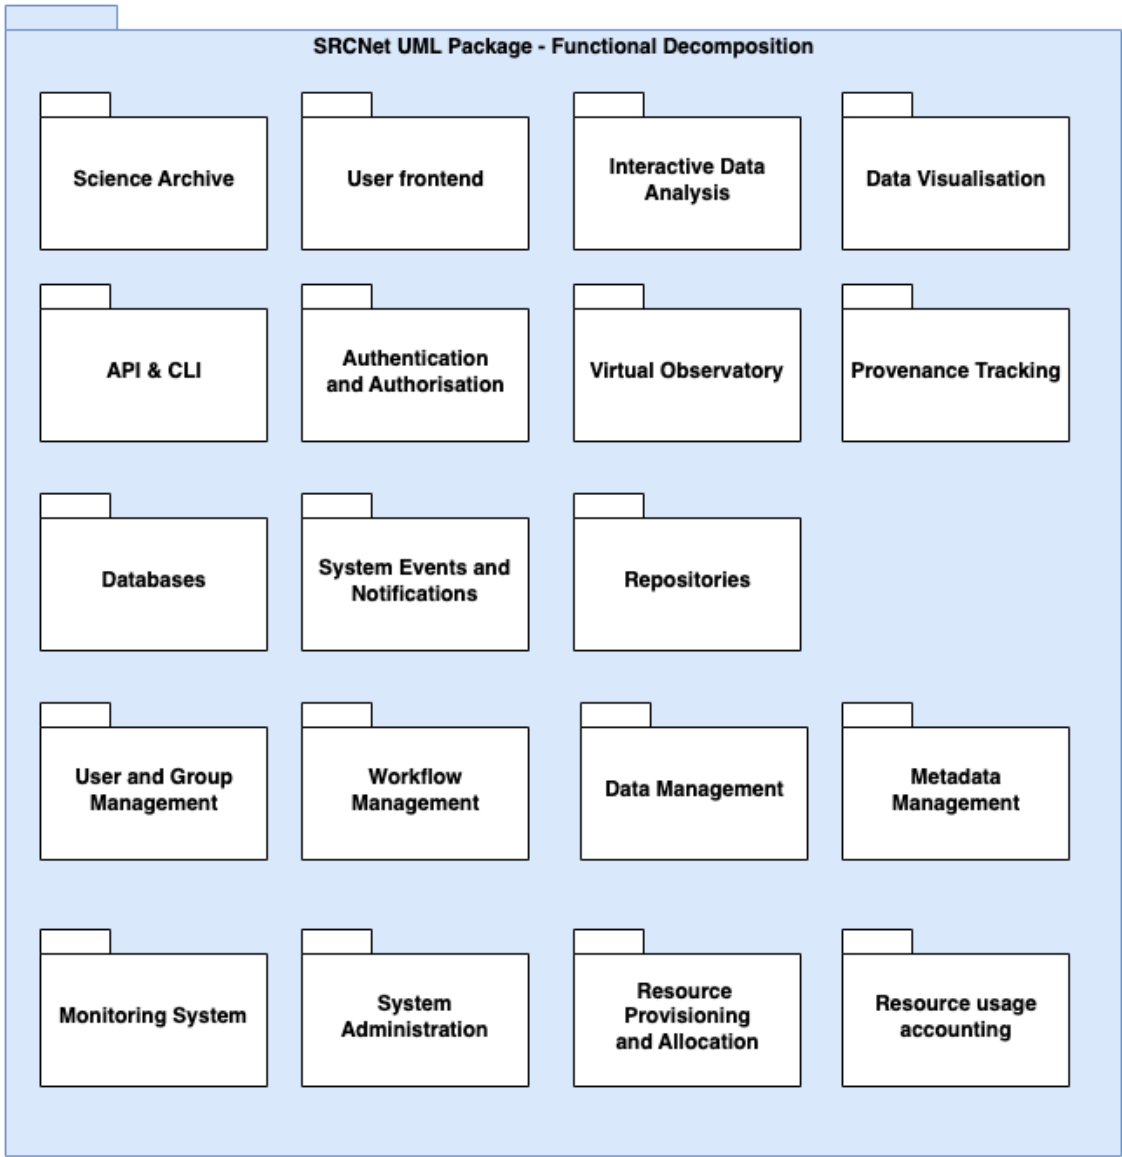 SRCNet UML Package - Functional Decomposition
Science Archive
User frontend
Interactive Data
Analysis
Data Visualisation
API & CLI
Authentication
and Authorisation
Virtual Observatory
Provenance Tracking
Databases
System Events and
Notifications
Repositories
User and Group
Management
Workflow
Management
Data Management
Metadata
Management
Monitoring System
System
Administration
Resource
Provisioning
and Allocation
Resource usage
accounting